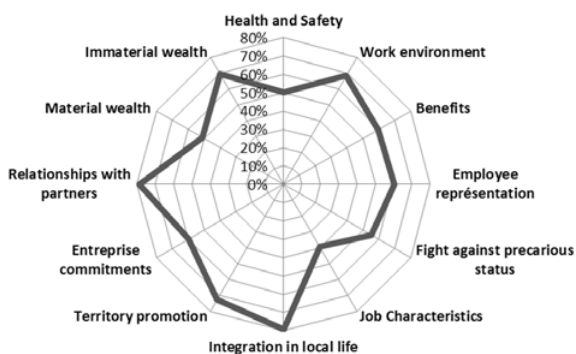 Health and Safety
80%
70%
60%
50%
40%
30%
20%
10%
0%
Work environment
Benefits
Employee
représentation
Fight against precarious
status
Job Characteristics
Integration in local life
Territory promotion
Entreprise
commitments
Relationships with
partners
Material wealth
Immaterial wealth